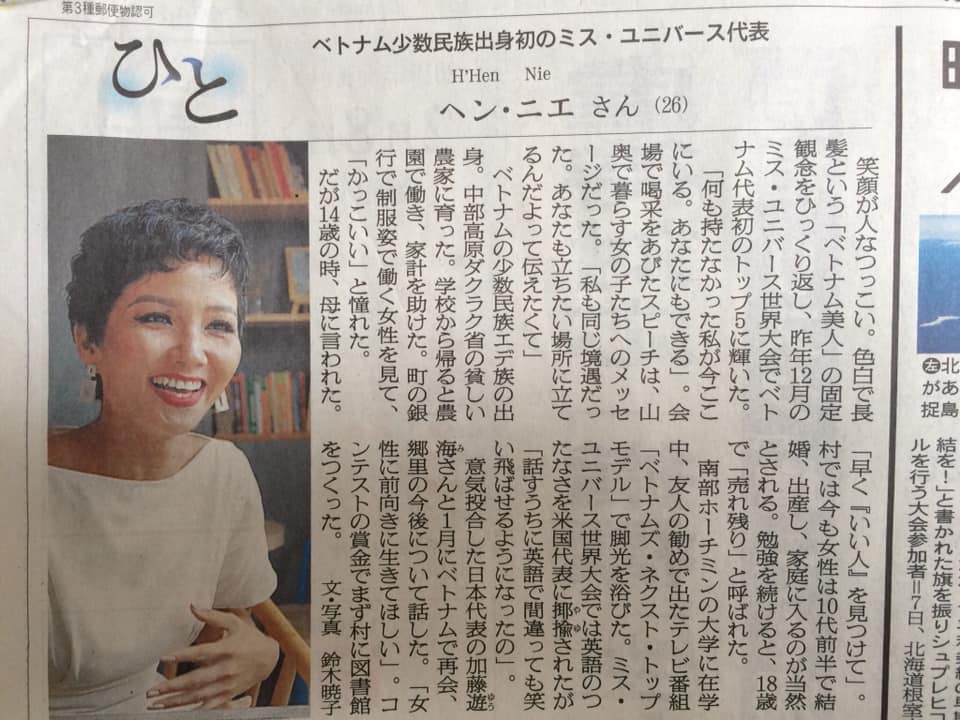 第3種郵便物認可
ひと
ベトナム少数民族出身初のミス・ユニバース代表
H'Hen Nie
ヘン・ニエ さん (26)
笑顔が人なつっこい。色白で長
髪という「ベトナム美人」の固定
観念をひっくり返し、昨年12月の
ミス・ユニバース世界大会でベト
ナム代表初のトップ5に輝いた。
「何も持たなかった私が今ここ
にいる。あなたにもできる」。会
場で喝采をあびたスピーチは、山
奥で暮らす女の子たちへのメッセ
ージだった。「私も同じ境遇だっ
た。あなたも立ちたい場所に立て
るんだよって伝えたくて」
ベトナムの少数民族エデ族の出
身。中部高原ダクラク省の貧しい
農家に育った。学校から帰ると農
園で働き、家計を助けた。町の銀
行で制服姿で働く女性を見て、
「かっこいい」と憧れた。
だが14歳の時、母に言われた。
「早く『いい人』を見つけて」。
村では今も女性は10代前半で結
婚、出産し、家庭に入るのが当然
とされる。勉強を続けると、18歳
で「売れ残り」と呼ばれた。
南部ホーチミンの大学に在学
中、友人の勧めで出たテレビ番組
「ベトナムズ・ネクスト・トップ
モデル」で脚光を浴びた。ミス・
ユニバース世界大会では英語のつ
たなさを米国代表に揶揄されたが
「話すうちに英語で間違っても笑
い飛ばせるようになったの」。
意気投合した日本代表の加藤遊
海さんと1月にベトナムで再会、
郷里の今後について話した。「女
性に前向きに生きてほしい」。コ
ンテストの賞金でまず村に図書館
をつくった。
文・写真 鈴木暁子
㊧北
があ
捉島
結を！」と書かれた旗を振りシュプレヒコ
ルを行う大会参加者＝7日、北海道根室